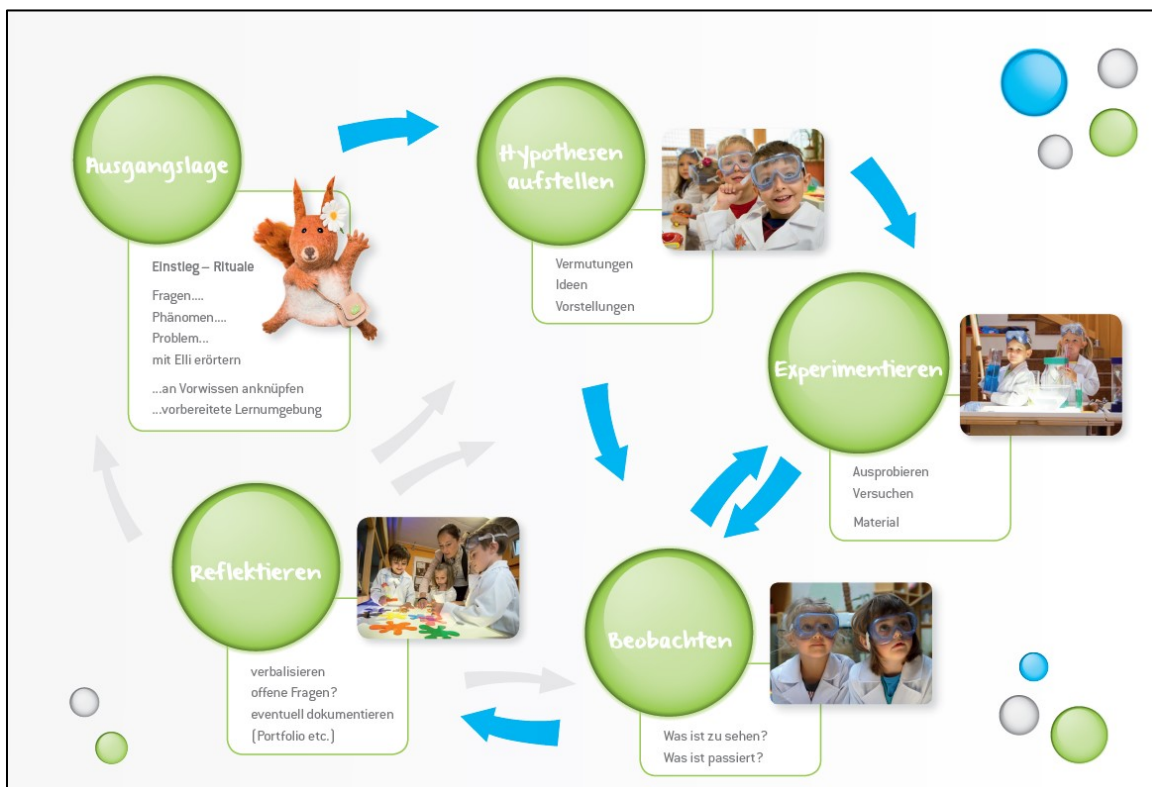 Ausgangslage
Einstieg – Rituale
Fragen....
Phänomen....
Problem...
mit Elli erörtern
...an Vorwissen anknüpfen
...vorbereitete Lernumgebung
Hypothesen
aufstellen
Vermutungen
Ideen
Vorstellungen
Experimentieren
Ausprobieren
Versuchen
Material
Beobachten
Was ist zu sehen?
Was ist passiert?
Reflektieren
verbalisieren
offene Fragen?
eventuell dokumentieren
(Portfolio etc.)